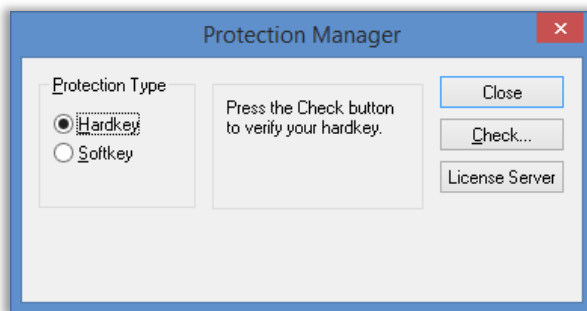 Protection Manager
Protection Type
Hardkey
Softkey
Press the Check button
to verify your hardkey.
Close
Check...
License Server